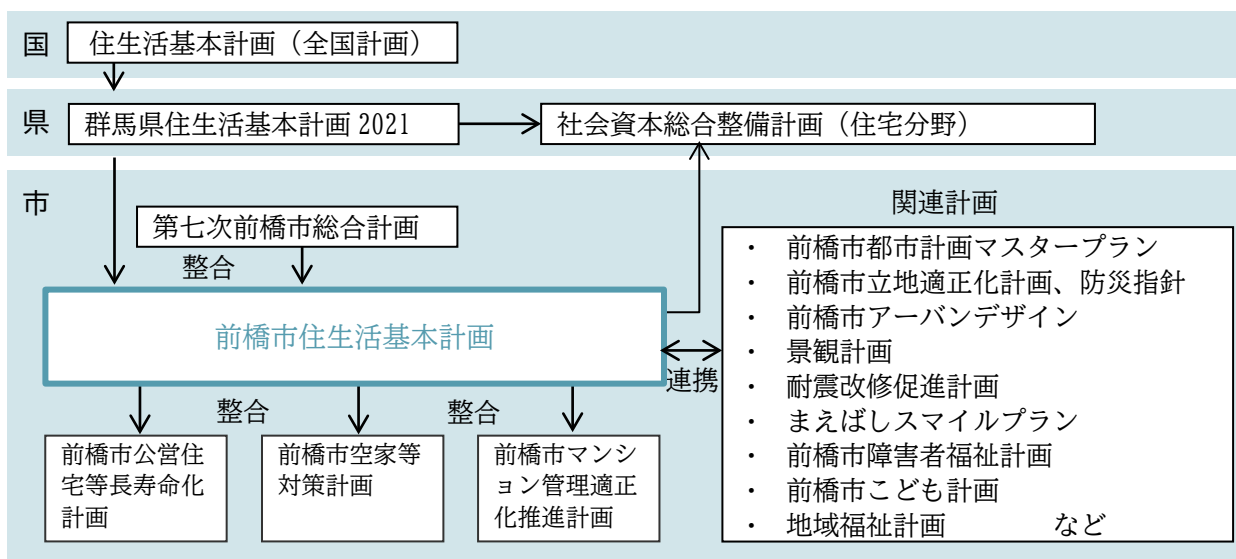 国
住生活基本計画（全国計画）
県
群馬県住生活基本計画 2021
社会資本総合整備計画（住宅分野）
市
第七次前橋市総合計画
整合
前橋市住生活基本計画
連携
関連計画
・ 前橋市都市計画マスタープラン
・ 前橋市立地適正化計画、防災指針
・ 前橋市アーバンデザイン
・ 景観計画
・ 耐震改修促進計画
・ まえばしスマイルプラン
・ 前橋市障害者福祉計画
・ 前橋市こども計画
・ 地域福祉計画 など
整合
整合
前橋市公営住
宅等長寿命化
計画
前橋市空家等
対策計画
前橋市マンシ
ョン管理適正
化推進計画